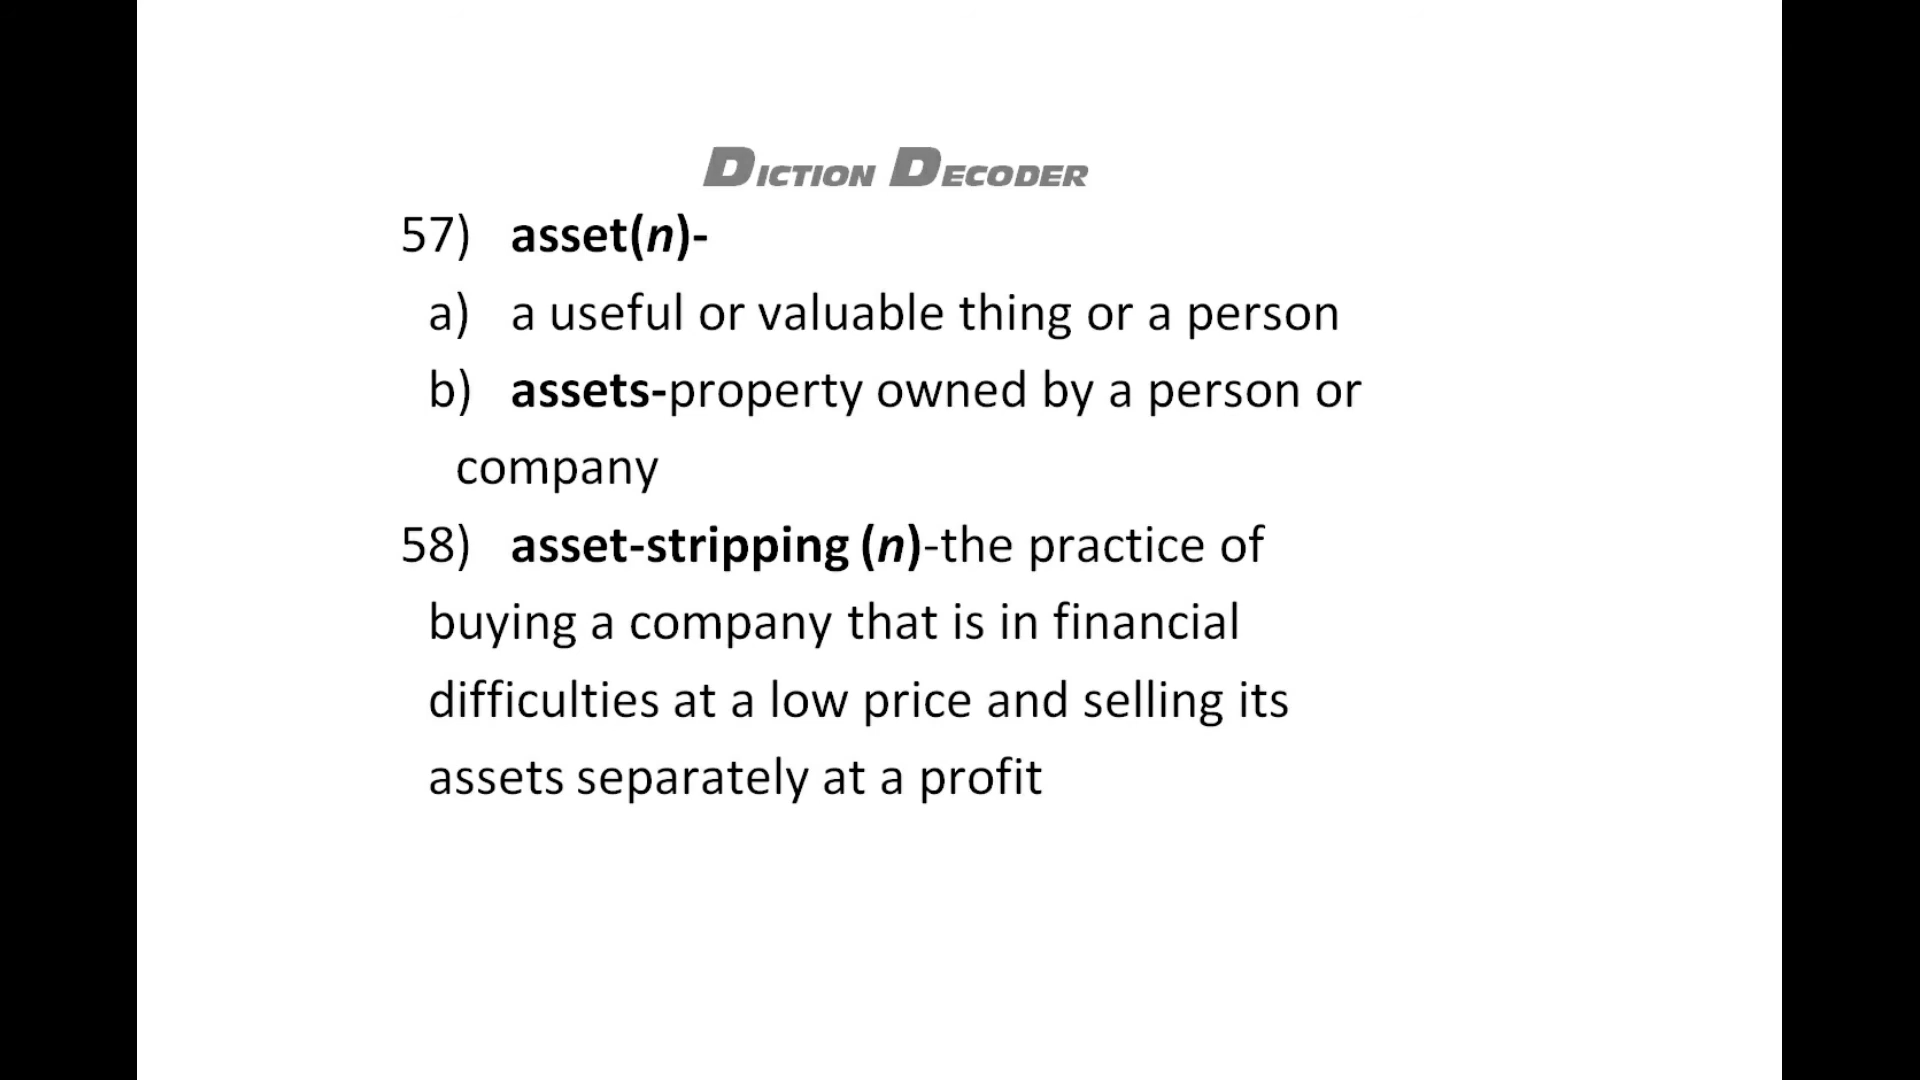 DICTION DECODER
57) asset(n)-
a) a useful or valuable thing or a person
b) assets-property owned by a person or
company
58) asset-stripping (n)-the practice of
buying a company that is in financial
difficulties at a low price and selling its
assets separately at a profit